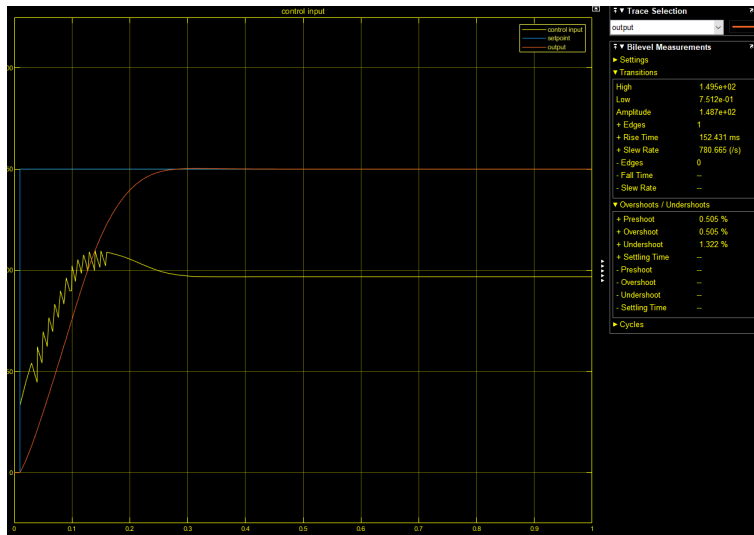 control input
control input
setpoint
output
00
50
00
50
0
0
0.1
0.2
0.3
0.4
0.5
0.6
0.7
0.8
0.9
1
Trace Selection
output
Bilevel Measurements
Settings
Transitions
High 1.495e+02
Low 7.512e-01
Amplitude 1.487e+02
+ Edges 1
+ Rise Time 152.431 ms
+ Slew Rate 780.665 (/s)
- Edges 0
- Fall Time --
- Slew Rate --
Overshoots / Undershoots
+ Preshoot 0.505 %
+ Overshoot 0.505 %
+ Undershoot 1.322 %
+ Settling Time --
- Preshoot --
- Overshoot --
- Undershoot --
- Settling Time --
Cycles